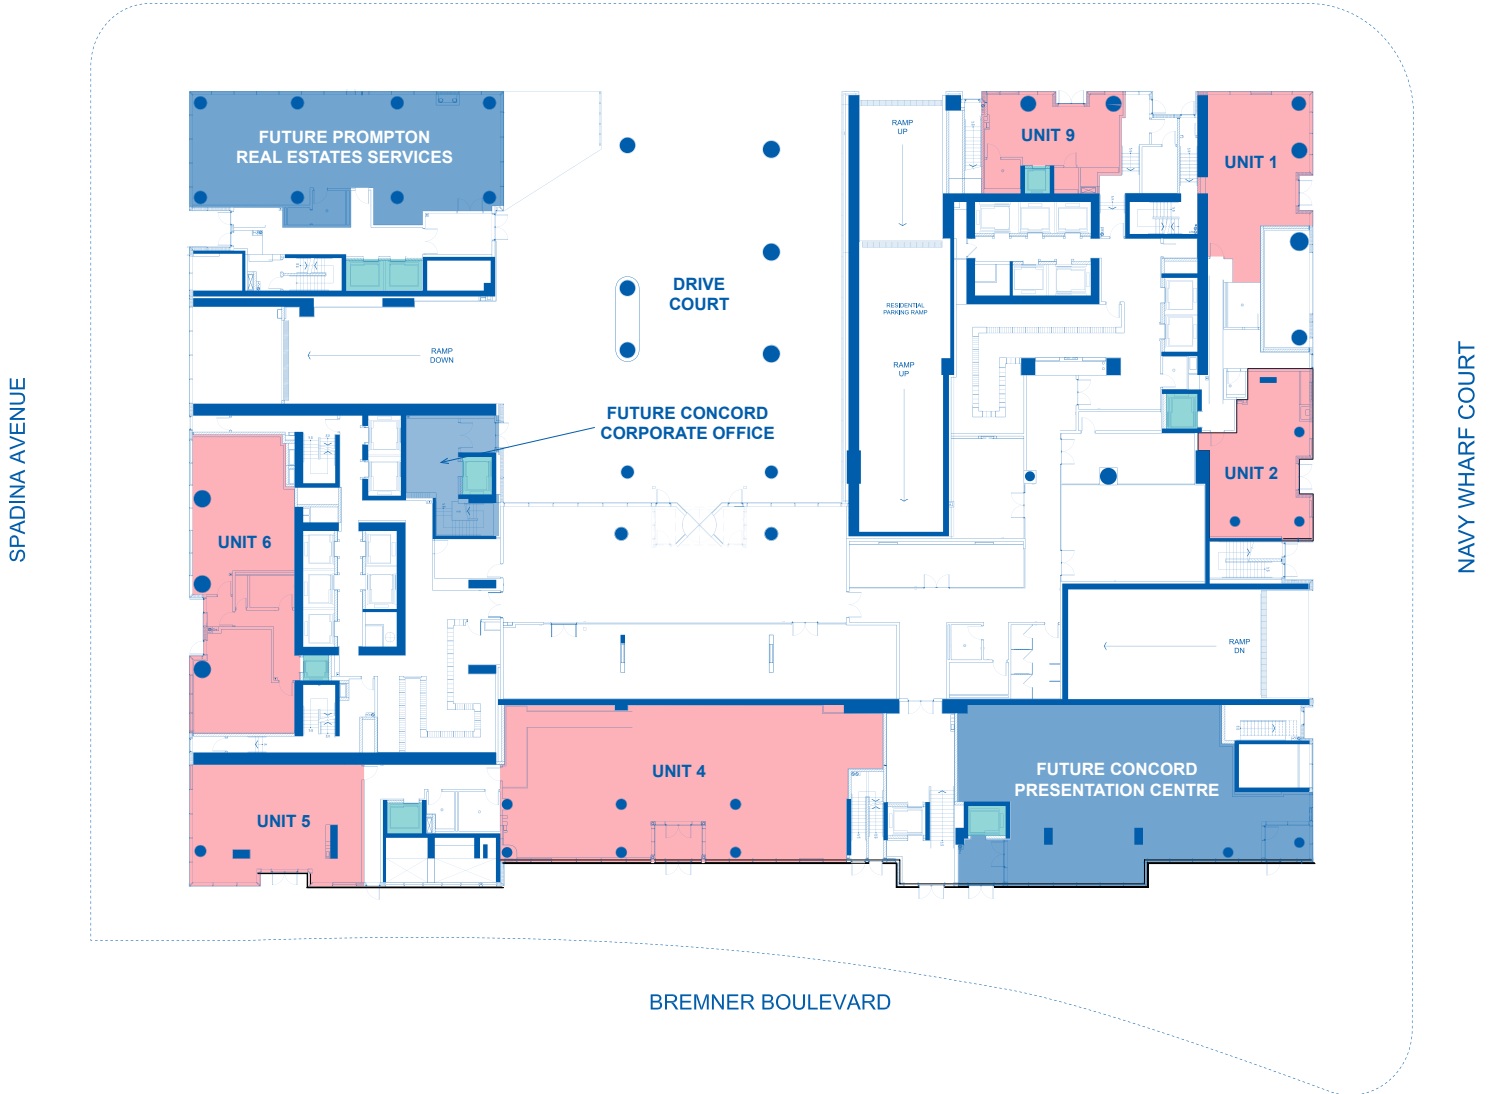 FUTURE PROMPTON
REAL ESTATES SERVICES
RAMP
UP
UNIT 9
UNIT 1
DRIVE
COURT
RESIDENTIAL
PARKING RAMP
RAMP
DOWN
RAMP
UP
SPADINA AVENUE
NAVY WHARF COURT
FUTURE CONCORD
CORPORATE OFFICE
UNIT 2
UNIT 6
RAMP
DN
UNIT 4
FUTURE CONCORD
PRESENTATION CENTRE
UNIT 5
BREMNER BOULEVARD